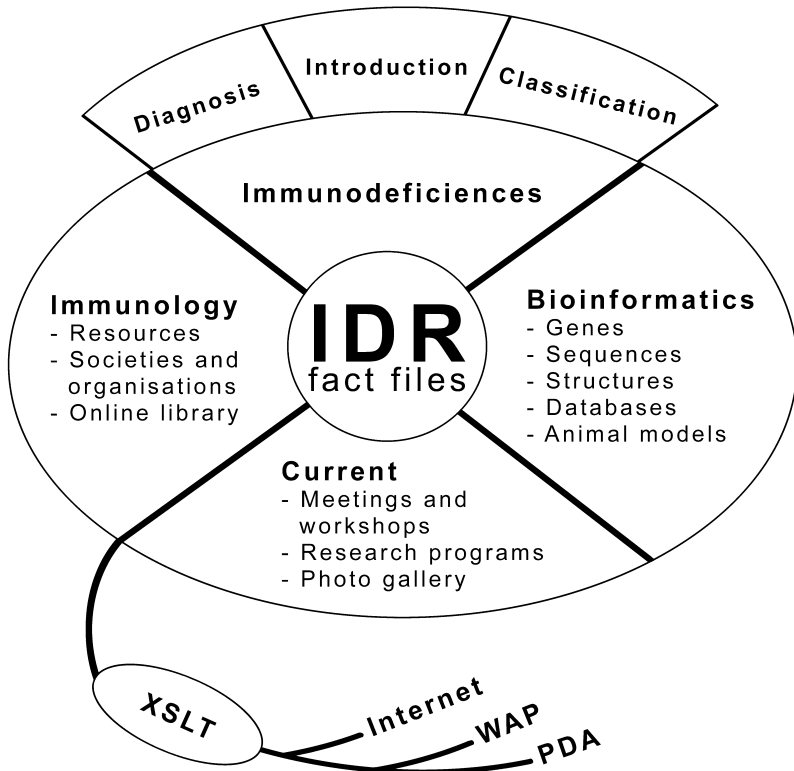 Diagnosis
Introduction
Classification
Immunodeficiences
Immunology
- Resources
- Societies and
organisations
- Online library
IDR
fact files
Bioinformatics
- Genes
- Sequences
- Structures
- Databases
- Animal models
Current
- Meetings and
workshops
- Research programs
- Photo gallery
XSLT
Internet
WAP
PDA